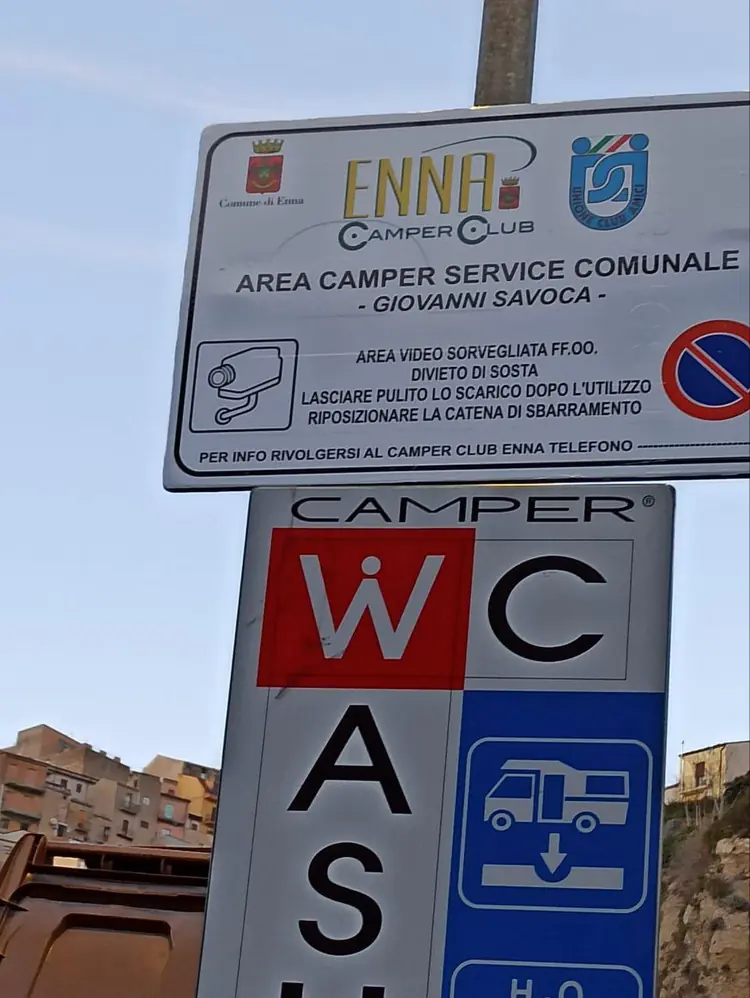 Comune di Enna
ENNA
CAMPER CLUB
UNIONE CLUB AMICI
AREA CAMPER SERVICE COMUNALE
- GIOVANNI SAVOCA -
AREA VIDEO SORVEGLIATA FF.OO.
DIVIETO DI SOSTA
LASCIARE PULITO LO SCARICO DOPO L'UTILIZZO
RIPOSIZIONARE LA CATENA DI SBARRAMENTO
PER INFO RIVOLGERSI AL CAMPER CLUB ENNA TELEFONO
CAMPER®
WC
A
S
H
H2O